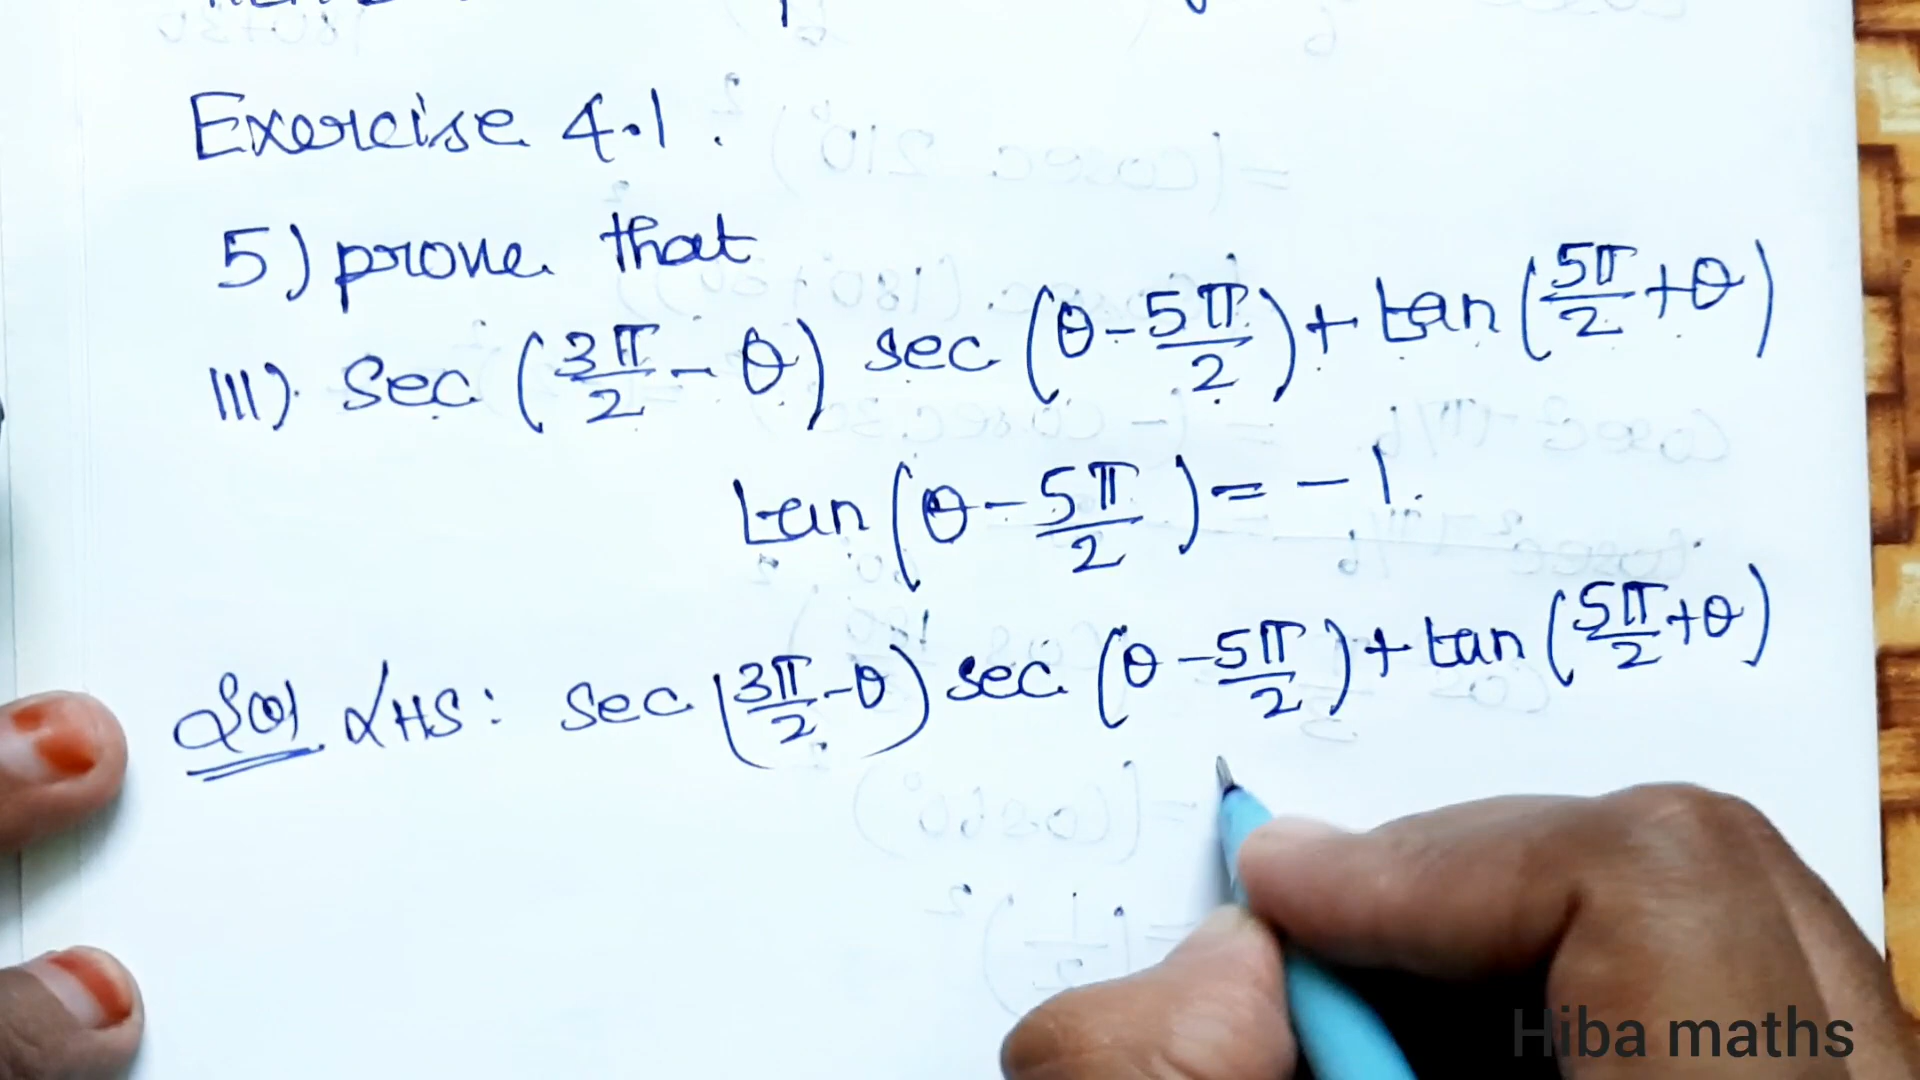 Exercise 4.1.
5) prove that
III). sec (3π/2 - θ) sec (θ - 5π/2) + tan (5π/2 + θ)
tan (θ - 5π/2) = -1.
Sol LHS: sec (3π/2 - θ) sec (θ - 5π/2) + tan (5π/2 + θ)
Hiba maths